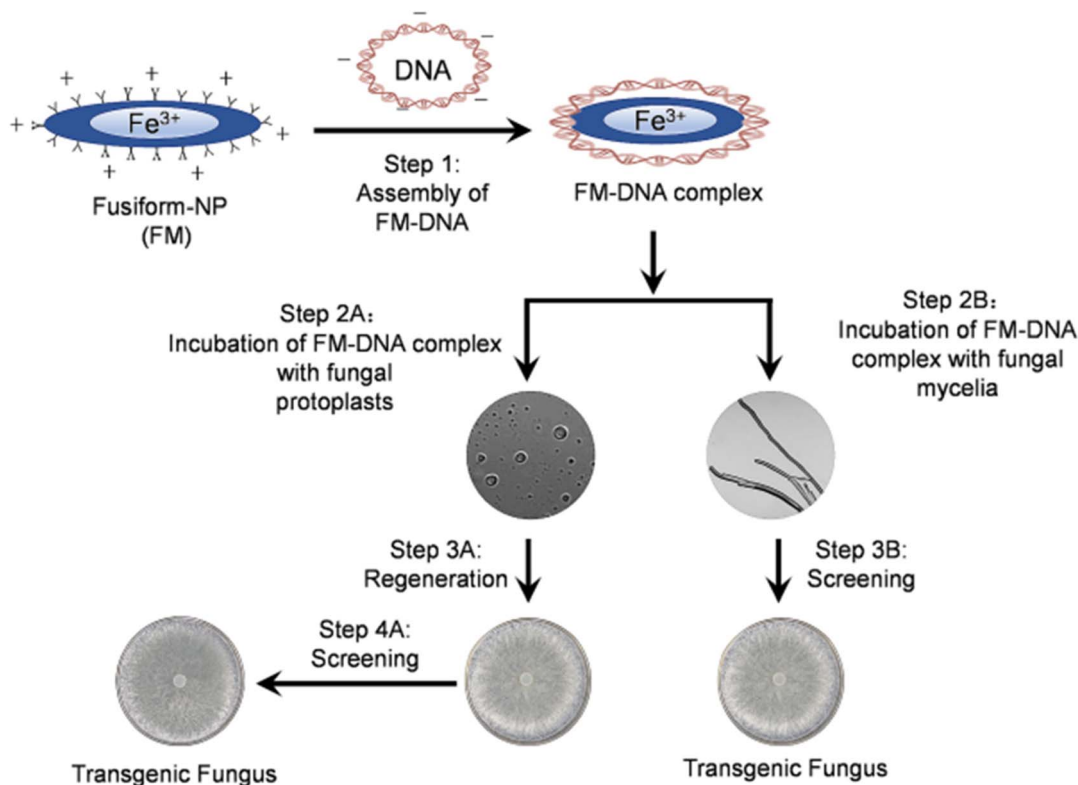 DNA
Fe³⁺
Fe³⁺
Step 1:
Assembly of
FM-DNA
Fusiform-NP
(FM)
FM-DNA complex
Step 2A:
Incubation of FM-DNA complex
with fungal
protoplasts
Step 2B:
Incubation of FM-DNA
complex with fungal
mycelia
Step 3A:
Regeneration
Step 3B:
Screening
Step 4A:
Screening
Transgenic Fungus
Transgenic Fungus